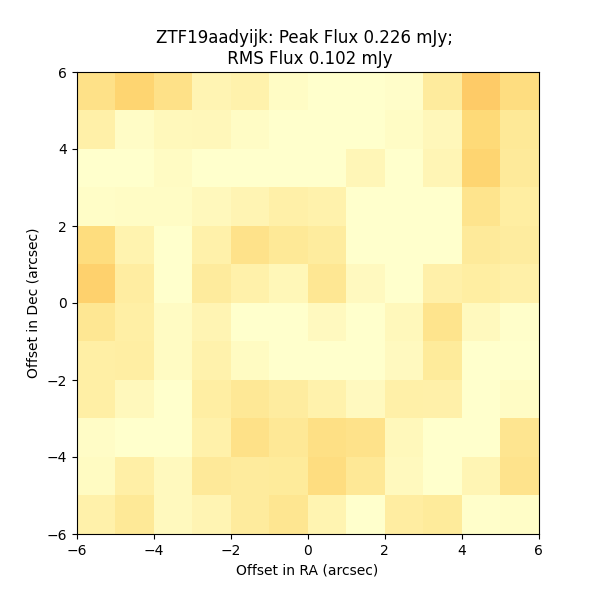 ZTF19aadyijk: Peak Flux 0.226 mJy;
RMS Flux 0.102 mJy
6
4
2
0
−2
−4
−6
Offset in Dec (arcsec)
−6 −4 −2 0 2 4 6
Offset in RA (arcsec)